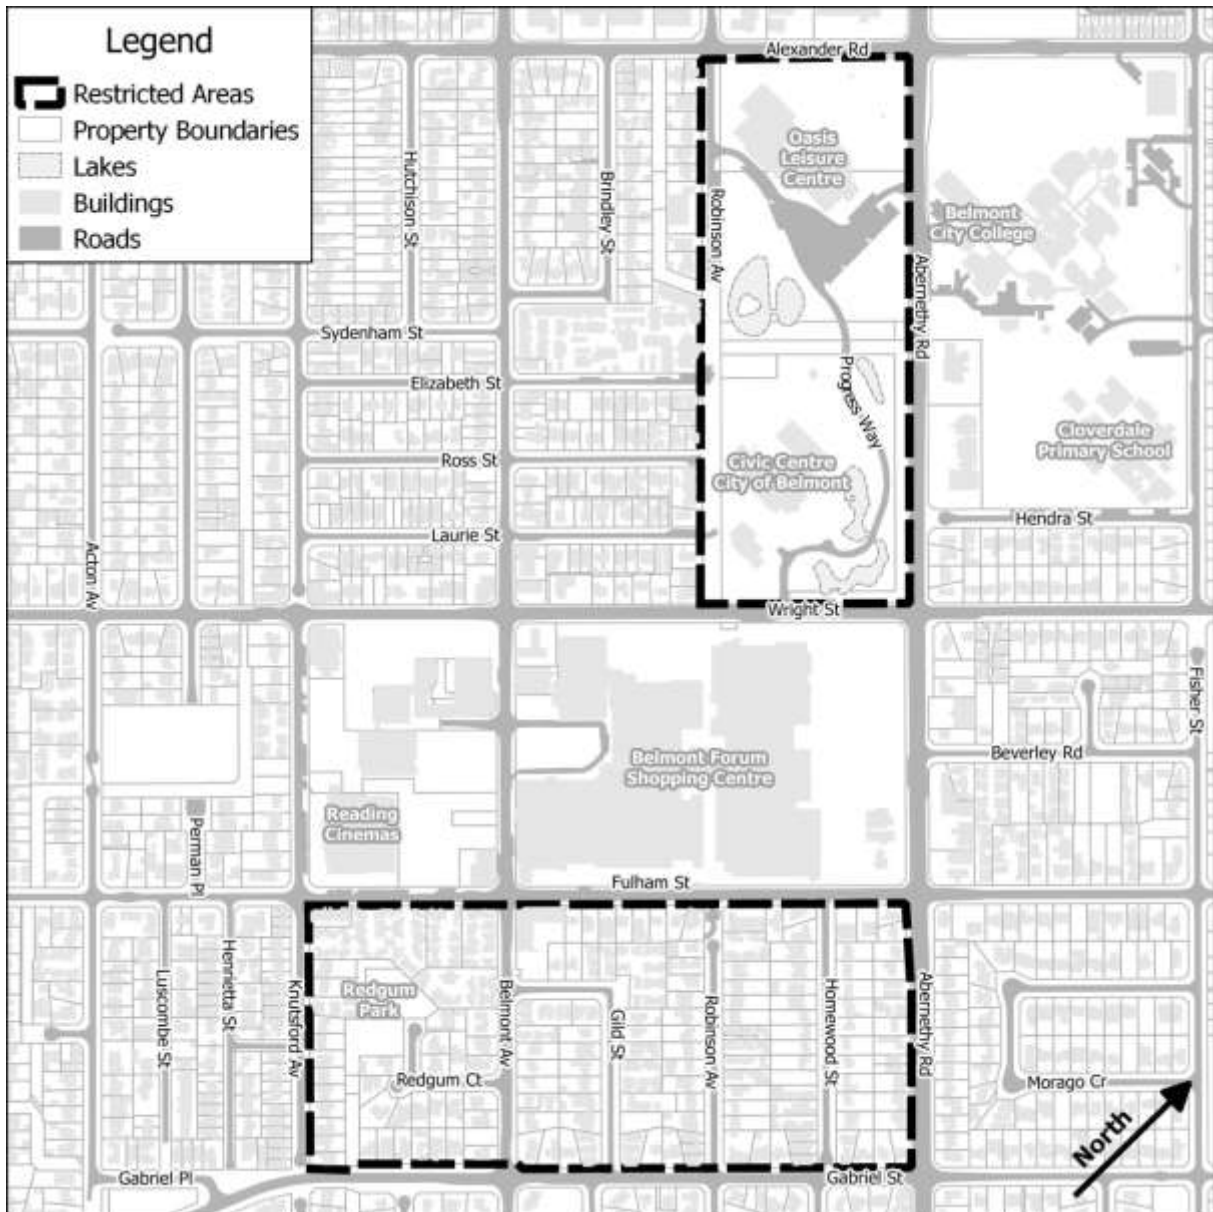 Legend
Restricted Areas
Property Boundaries
Lakes
Buildings
Roads
Alexander Rd
Oasis
Leisure
Centre
Hutchison St
Brindley St
Robinson Av
Belmont
City College
Abernethy Rd
Sydenham St
Elizabeth St
Progress Way
Ross St
Civic Centre
City of Belmont
Cloverdale
Primary School
Laurie St
Hendra St
Acton Av
Wright St
Fisher St
Beverley Rd
Belmont Forum
Shopping Centre
Perman Pl
Reading
Cinemas
Fulham St
Luscombe St
Henrietta St
Knutsford Av
Redgum
Park
Belmont Av
Gild St
Robinson Av
Homewood St
Abernethy Rd
Redgum Ct
Morago Cr
North
Gabriel Pl
Gabriel St